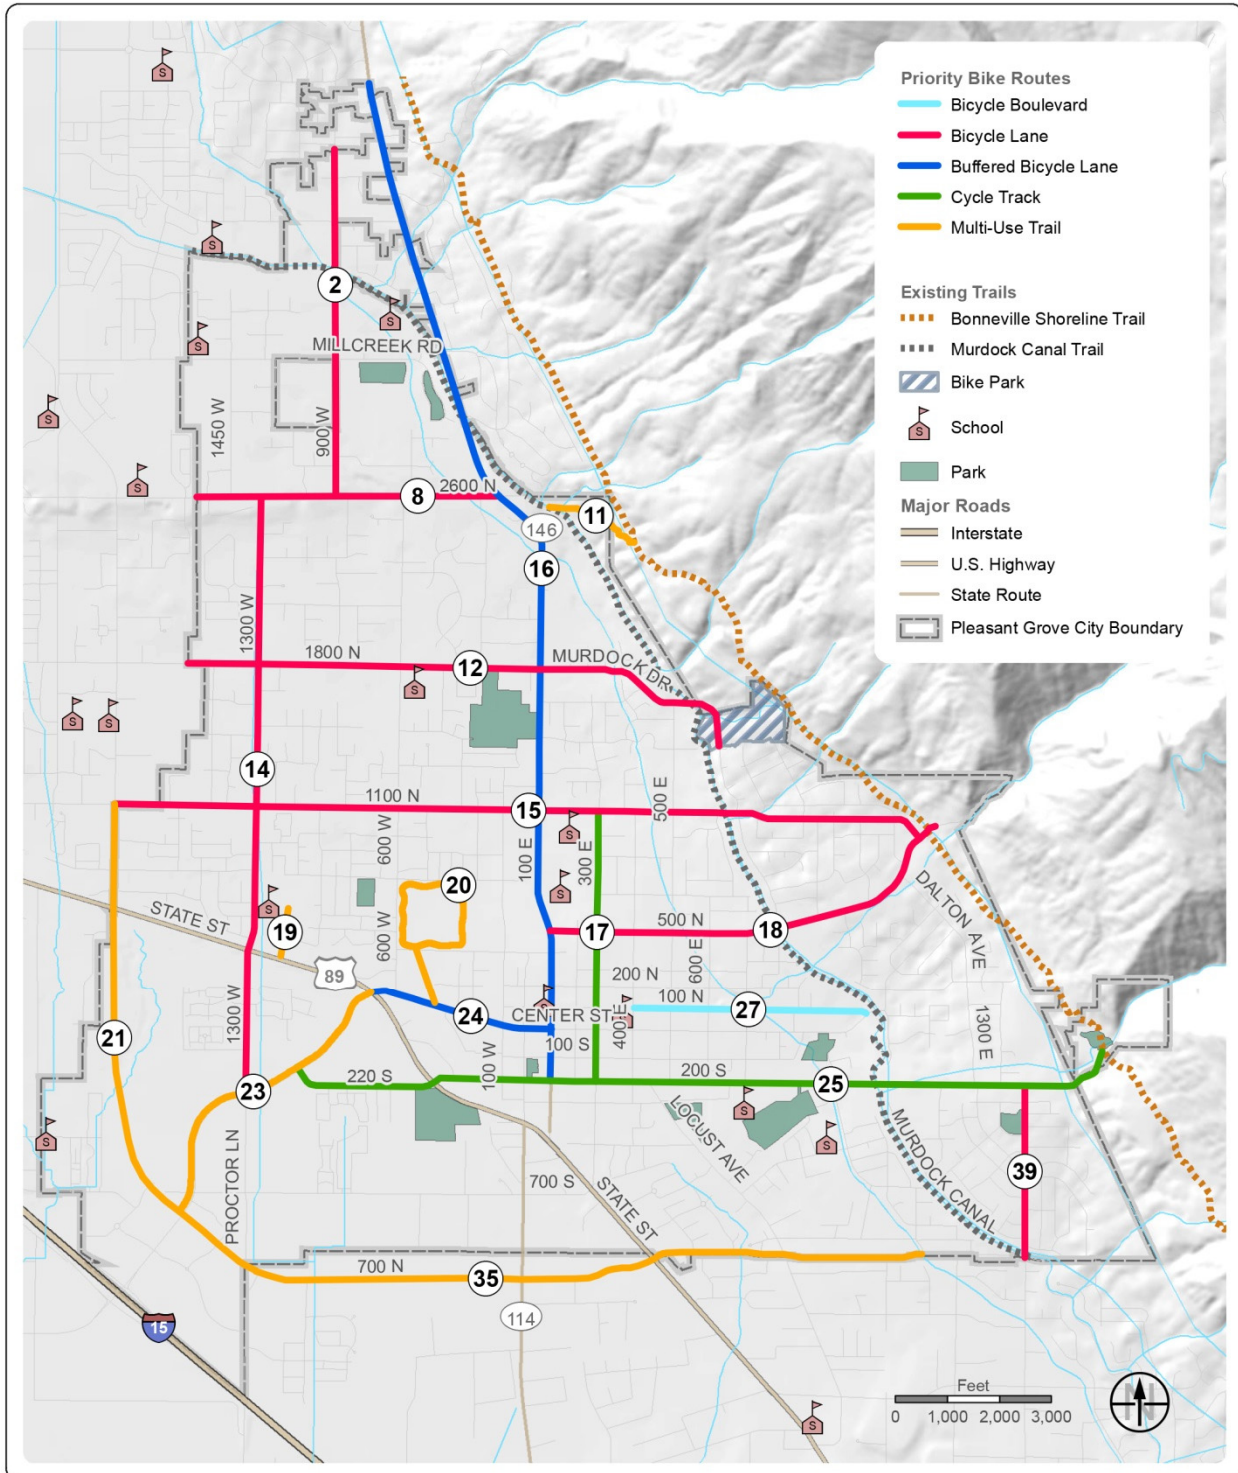 Priority Bike Routes
Bicycle Boulevard
Bicycle Lane
Buffered Bicycle Lane
Cycle Track
Multi-Use Trail
Existing Trails
Bonneville Shoreline Trail
Murdock Canal Trail
Bike Park
S
School
Park
Major Roads
Interstate
U.S. Highway
State Route
Pleasant Grove City Boundary
S
S
2
S
S
MILLCREEK RD
S
1450 W
900 W
S
2600 N
8
11
146
16
1300 W
1800 N
12
MURDOCK DR
S
S
S
14
1100 N
15
500 E
S
600 W
100 E
300 E
20
S
DALTON AVE
STATE ST
S
19
600 W
500 N
17
18
89
200 N
600 E
100 N
27
S
S
CENTER ST
24
400 E
1300 E
21
1300 W
100 S
100 W
220 S
200 S
25
23
S
LOCUST AVE
S
S
MURDOCK CANAL
39
PROCTOR LN
700 S
STATE ST
700 N
35
114
15
Feet
0 1,000 2,000 3,000
N
S